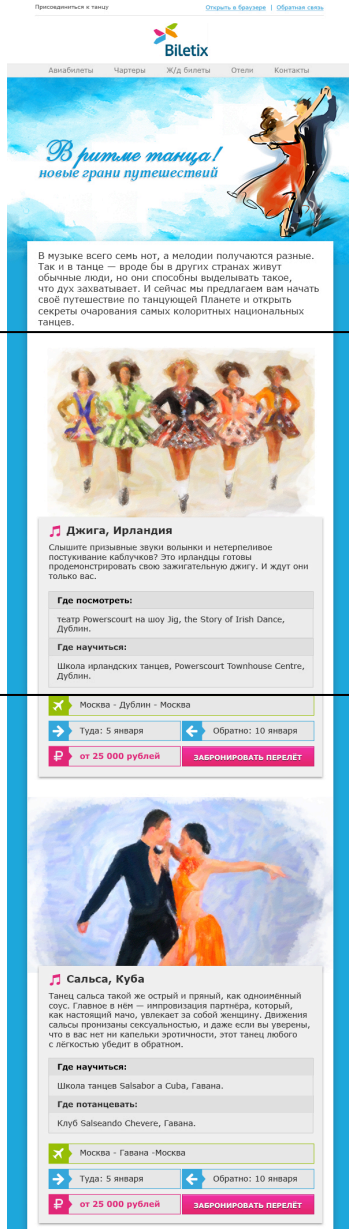 Присоединиться к танцу
Открыть в браузере | Обратная связь
Biletix
Авиабилеты Чартеры Ж/д билеты Отели Контакты
В ритме танца!
новые грани путешествий
В музыке всего семь нот, а мелодии получаются разные.
Так и в танце — вроде бы в других странах живут
обычные люди, но они способны выделывать такое,
что дух захватывает. И сейчас мы предлагаем вам начать
своё путешествие по танцующей Планете и открыть
секреты очарования самых колоритных национальных
танцев.
Джига, Ирландия
Слышите призывные звуки волынки и нетерпеливое
постукивание каблучков? Это ирландцы готовы
продемонстрировать свою зажигательную джигу. И ждут они
только вас.
Где посмотреть:
театр Powerscourt на шоу Jig, the Story of Irish Dance,
Дублин.
Где научиться:
Школа ирландских танцев, Powerscourt Townhouse Centre,
Дублин.
Москва - Дублин - Москва
Туда: 5 января Обратно: 10 января
от 25 000 рублей ЗАБРОНИРОВАТЬ ПЕРЕЛЁТ
Сальса, Куба
Танец сальса такой же острый и пряный, как одноимённый
соус. Главное в нём — импровизация партнёра, который,
как настоящий мачо, увлекает за собой женщину. Движения
сальсы пронизаны сексуальностью, и даже если вы уверены,
что в вас нет ни капельки эротичности, этот танец любого
с лёгкостью убедит в обратном.
Где научиться:
Школа танцев Salsabor a Cuba, Гавана.
Где потанцевать:
Клуб Salseando Chevere, Гавана.
Москва - Гавана -Москва
Туда: 5 января Обратно: 10 января
от 25 000 рублей ЗАБРОНИРОВАТЬ ПЕРЕЛЁТ